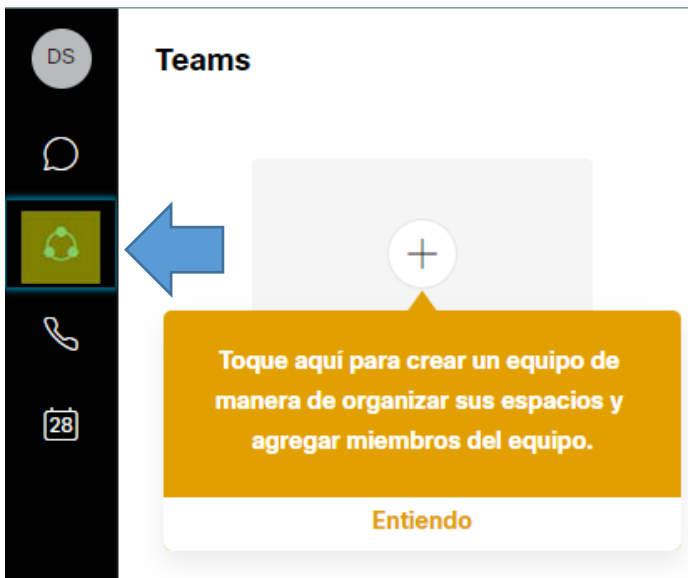 DS
Teams
Toque aquí para crear un equipo de
manera de organizar sus espacios y
agregar miembros del equipo.
28
Entiendo